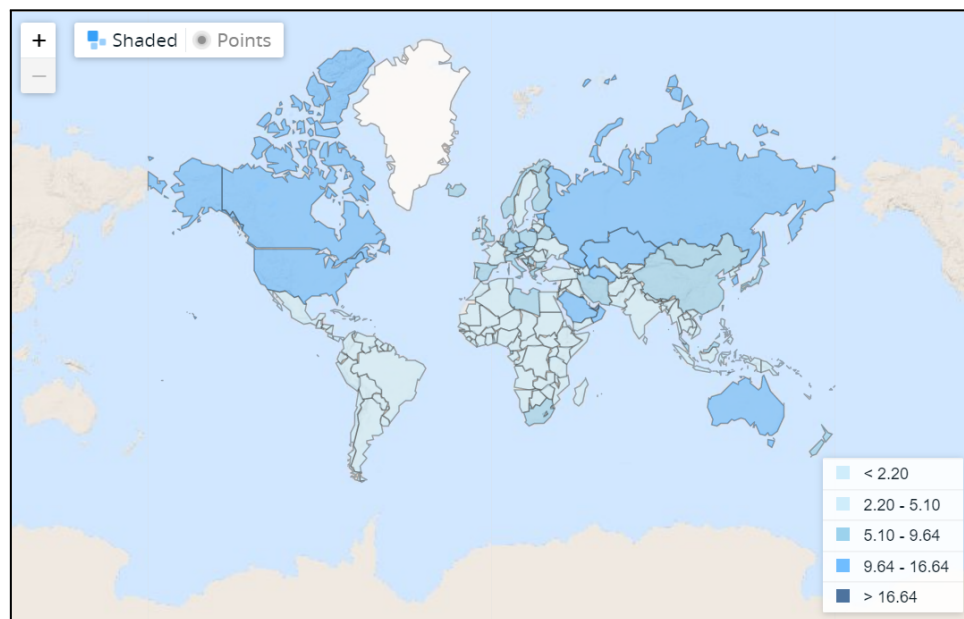 +
Shaded Points
−
< 2.20
2.20 - 5.10
5.10 - 9.64
9.64 - 16.64
> 16.64